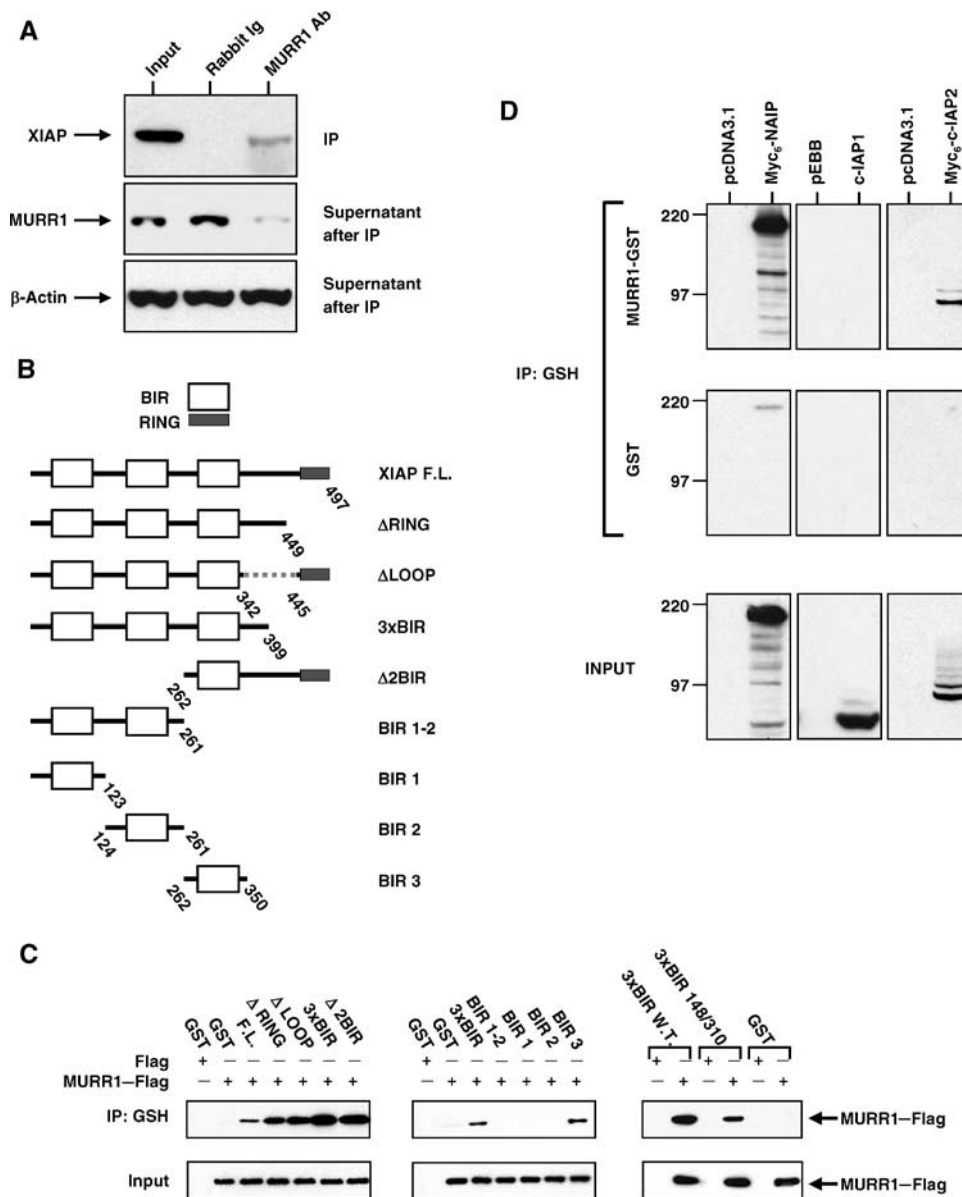 A
Input
Rabbit Ig
MURR1 Ab
XIAP
IP
MURR1
Supernatant
after IP
β-Actin
Supernatant
after IP
B
BIR
RING
XIAP F.L.
497
ΔRING
449
ΔLOOP
342
445
3xBIR
399
Δ2BIR
262
BIR 1-2
261
BIR 1
123
BIR 2
124
261
BIR 3
262
350
C
GST
GST
F.L.
Δ RING
Δ LOOP
3xBIR
Δ 2BIR
GST
GST
3xBIR
BIR 1-2
BIR 1
BIR 2
BIR 3
3xBIR W.T.
3xBIR 148/310
GST
Flag + − − − − − − + − − − − − − + − + − + −
MURR1−Flag − + + + + + + − + + + + + + − + − + − +
IP: GSH
MURR1−Flag
Input
MURR1−Flag
D
pcDNA3.1
Myc6-NAIP
pEBB
c-IAP1
pcDNA3.1
Myc6-c-IAP2
IP: GSH
MURR1-GST
220
97
GST
220
97
INPUT
220
97